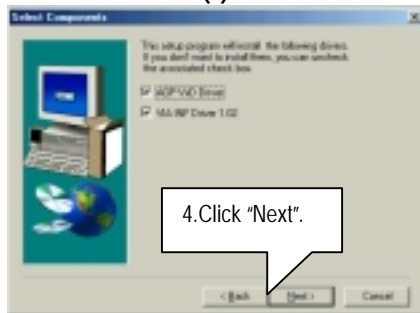 Select Components
This setup program will install the following drivers.
If you don't want to install them, you can uncheck
the associated check box.
AGP VxD Driver
VIA INF Driver 1.02
4.Click “Next”.
< Back
Next >
Cancel